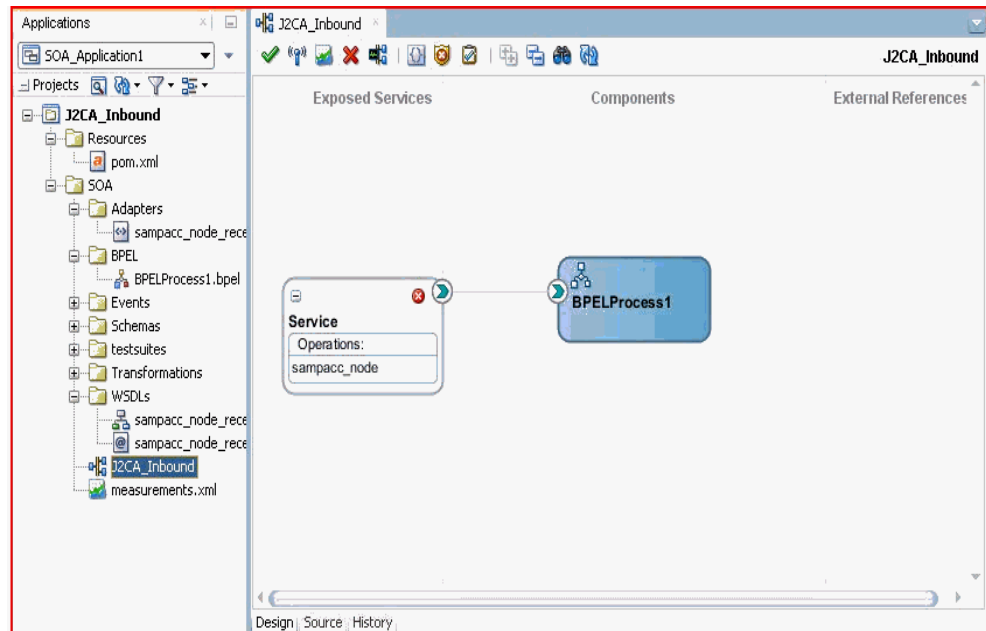 Applications
SOA_Application1
Projects
J2CA_Inbound
Resources
pom.xml
SOA
Adapters
sampacc_node_rece
BPEL
BPELProcess1.bpel
Events
Schemas
testsuites
Transformations
WSDLs
sampacc_node_rece
sampacc_node_rece
J2CA_Inbound
measurements.xml
J2CA_Inbound
J2CA_Inbound
Exposed Services
Components
External References
Service
Operations:
sampacc_node
BPELProcess1
Design
Source
History